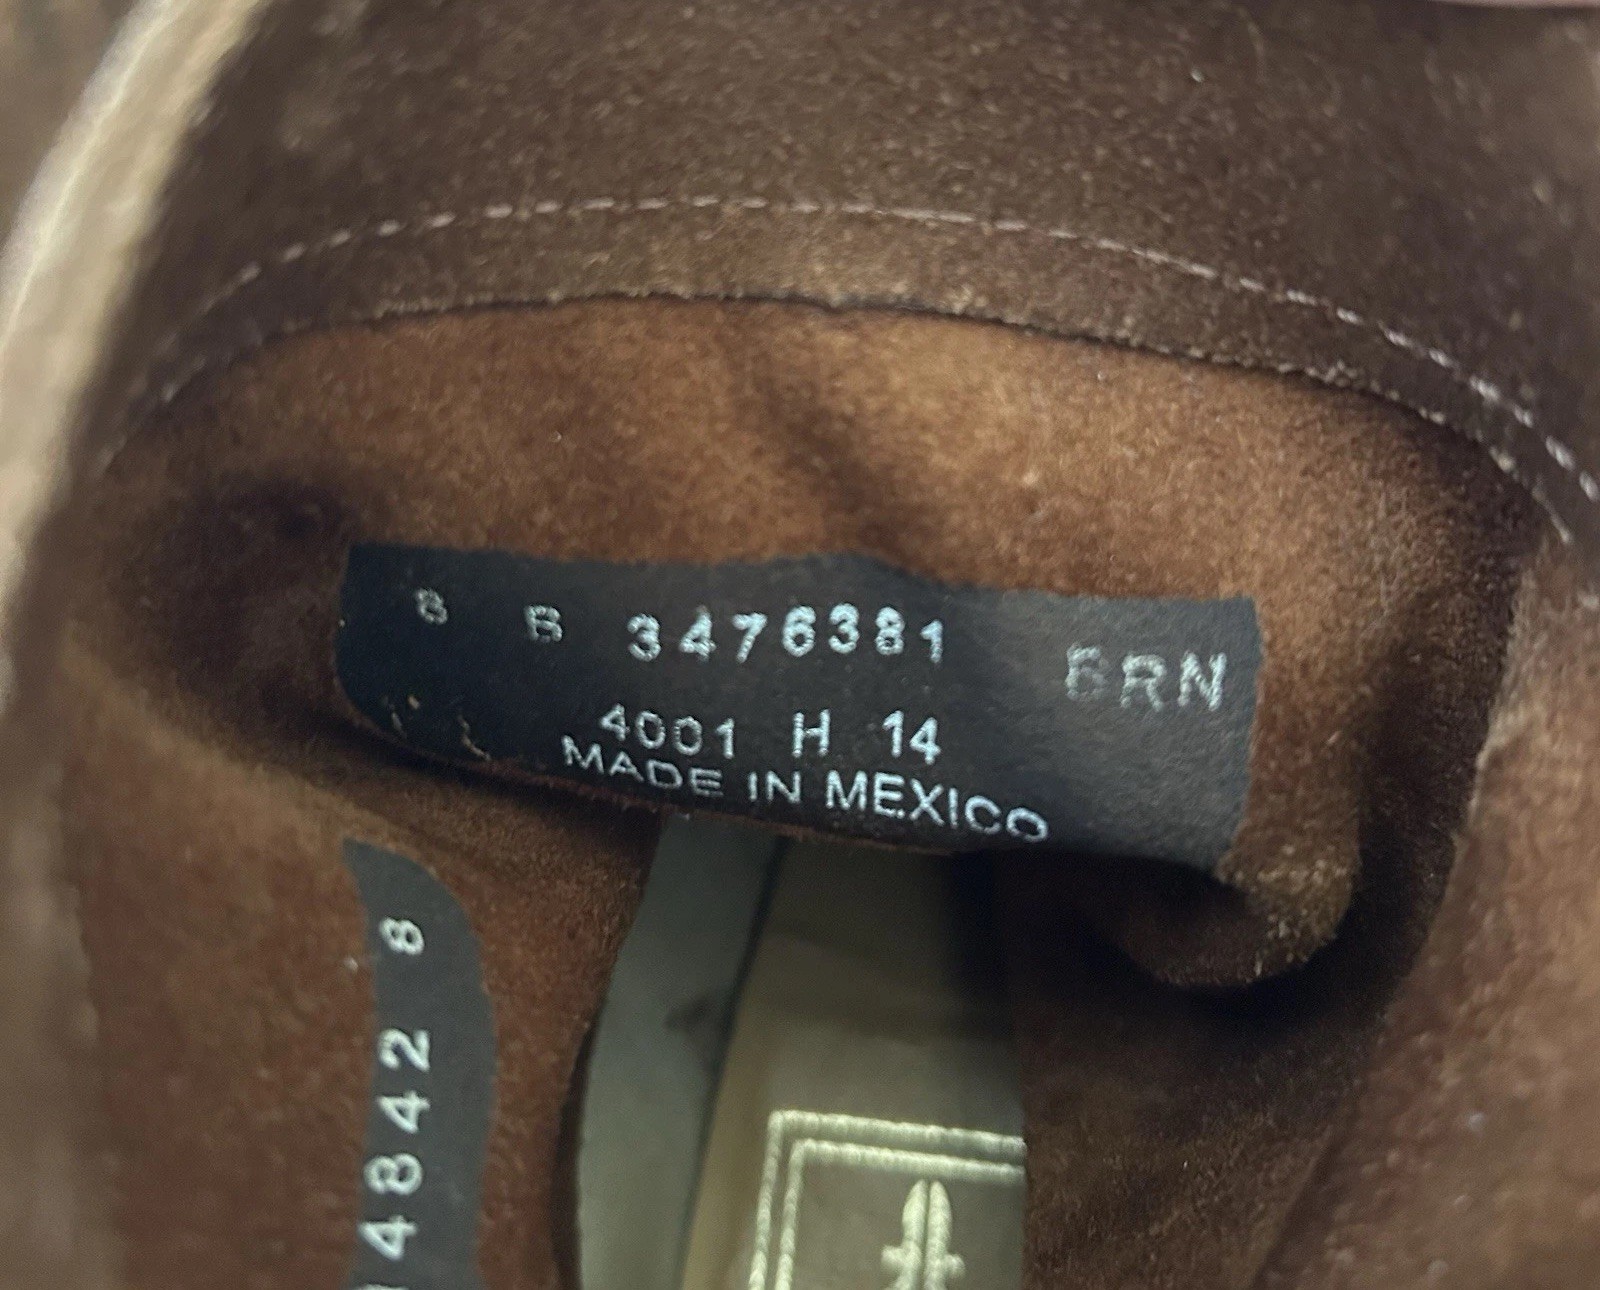 8 B 3476381 BRN
4001 H 14
MADE IN MEXICO
4842 8